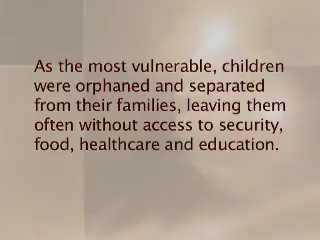 As the most vulnerable, children
were orphaned and separated
from their families, leaving them
often without access to security,
food, healthcare and education.